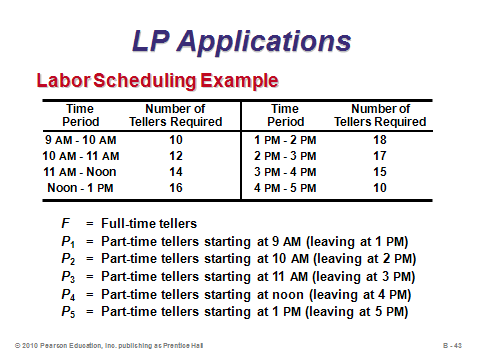 LP Applications
Labor Scheduling Example
Time Period Number of Tellers Required Time Period Number of Tellers Required
9 AM - 10 AM 10 1 PM - 2 PM 18
10 AM - 11 AM 12 2 PM - 3 PM 17
11 AM - Noon 14 3 PM - 4 PM 15
Noon - 1 PM 16 4 PM - 5 PM 10
F = Full-time tellers
P1 = Part-time tellers starting at 9 AM (leaving at 1 PM)
P2 = Part-time tellers starting at 10 AM (leaving at 2 PM)
P3 = Part-time tellers starting at 11 AM (leaving at 3 PM)
P4 = Part-time tellers starting at noon (leaving at 4 PM)
P5 = Part-time tellers starting at 1 PM (leaving at 5 PM)
© 2010 Pearson Education, Inc. publishing as Prentice Hall B - 43